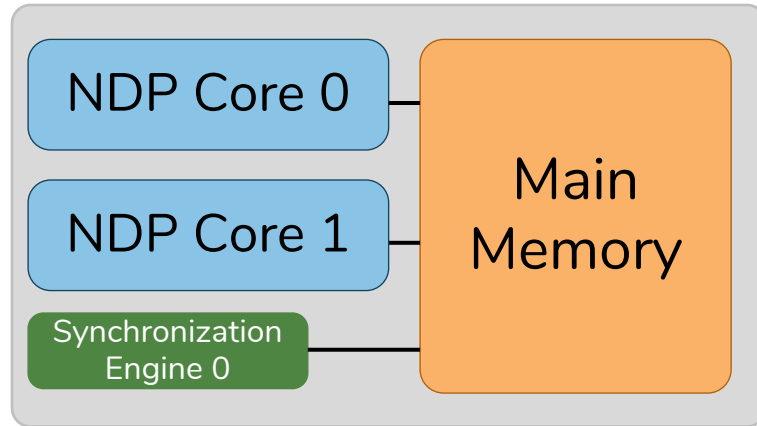 NDP Core 0
NDP Core 1
Synchronization
Engine 0
Main
Memory